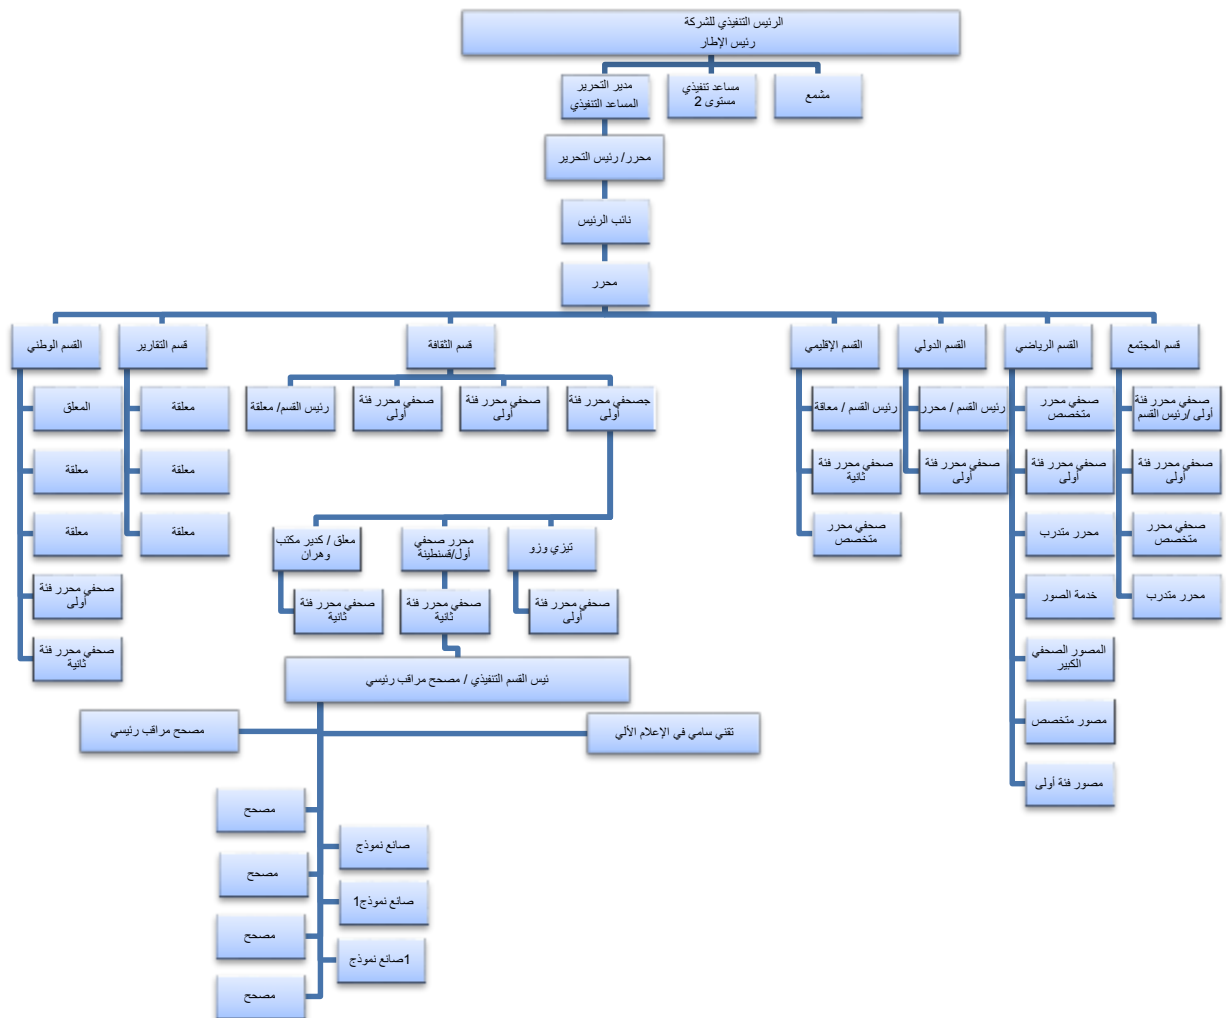 الرئيس التنفيذي للشركة
رئيس الإطار
مشمع
مساعد تنفيذي
مستوى 2
مدير التحرير
المساعد التنفيذي
محرر/ رئيس التحرير
نائب الرئيس
محرر
قسم المجتمع
القسم الرياضي
القسم الدولي
القسم الإقليمي
قسم الثقافة
قسم التقارير
القسم الوطني
صحفي محرر فئة
أولى /رئيس القسم
صحفي محرر فئة
أولى
صحفي محرر
متخصص
محرر متدرب
صحفي محرر
متخصص
صحفي محرر فئة
أولى
محرر متدرب
خدمة الصور
المصور الصحفي
الكبير
مصور متخصص
مصور فئة أولى
رئيس القسم / محرر
صحفي محرر فئة
أولى
رئيس القسم / معاقة
صحفي محرر فئة
ثانية
صحفي محرر
متخصص
جصحفي محرر فئة
أولى
صحفي محرر فئة
أولى
صحفي محرر فئة
أولى
رئيس القسم/ معلقة
معلقة
معلقة
معلقة
المعلق
معلقة
معلقة
صحفي محرر فئة
أولى
صحفي محرر فئة
ثانية
تيزي وزو
صحفي محرر فئة
أولى
محرر صحفي
أول/قسنطينة
صحفي محرر فئة
ثانية
معلق / كدير مكتب
وهران
صحفي محرر فئة
ثانية
ئيس القسم التنفيذي / مصحح مراقب رئيسي
تقني سامي في الإعلام الألي
مصحح مراقب رئيسي
مصحح
صانع نموذج
مصحح
صانع نموذج1
مصحح
1صانع نموذج
مصحح